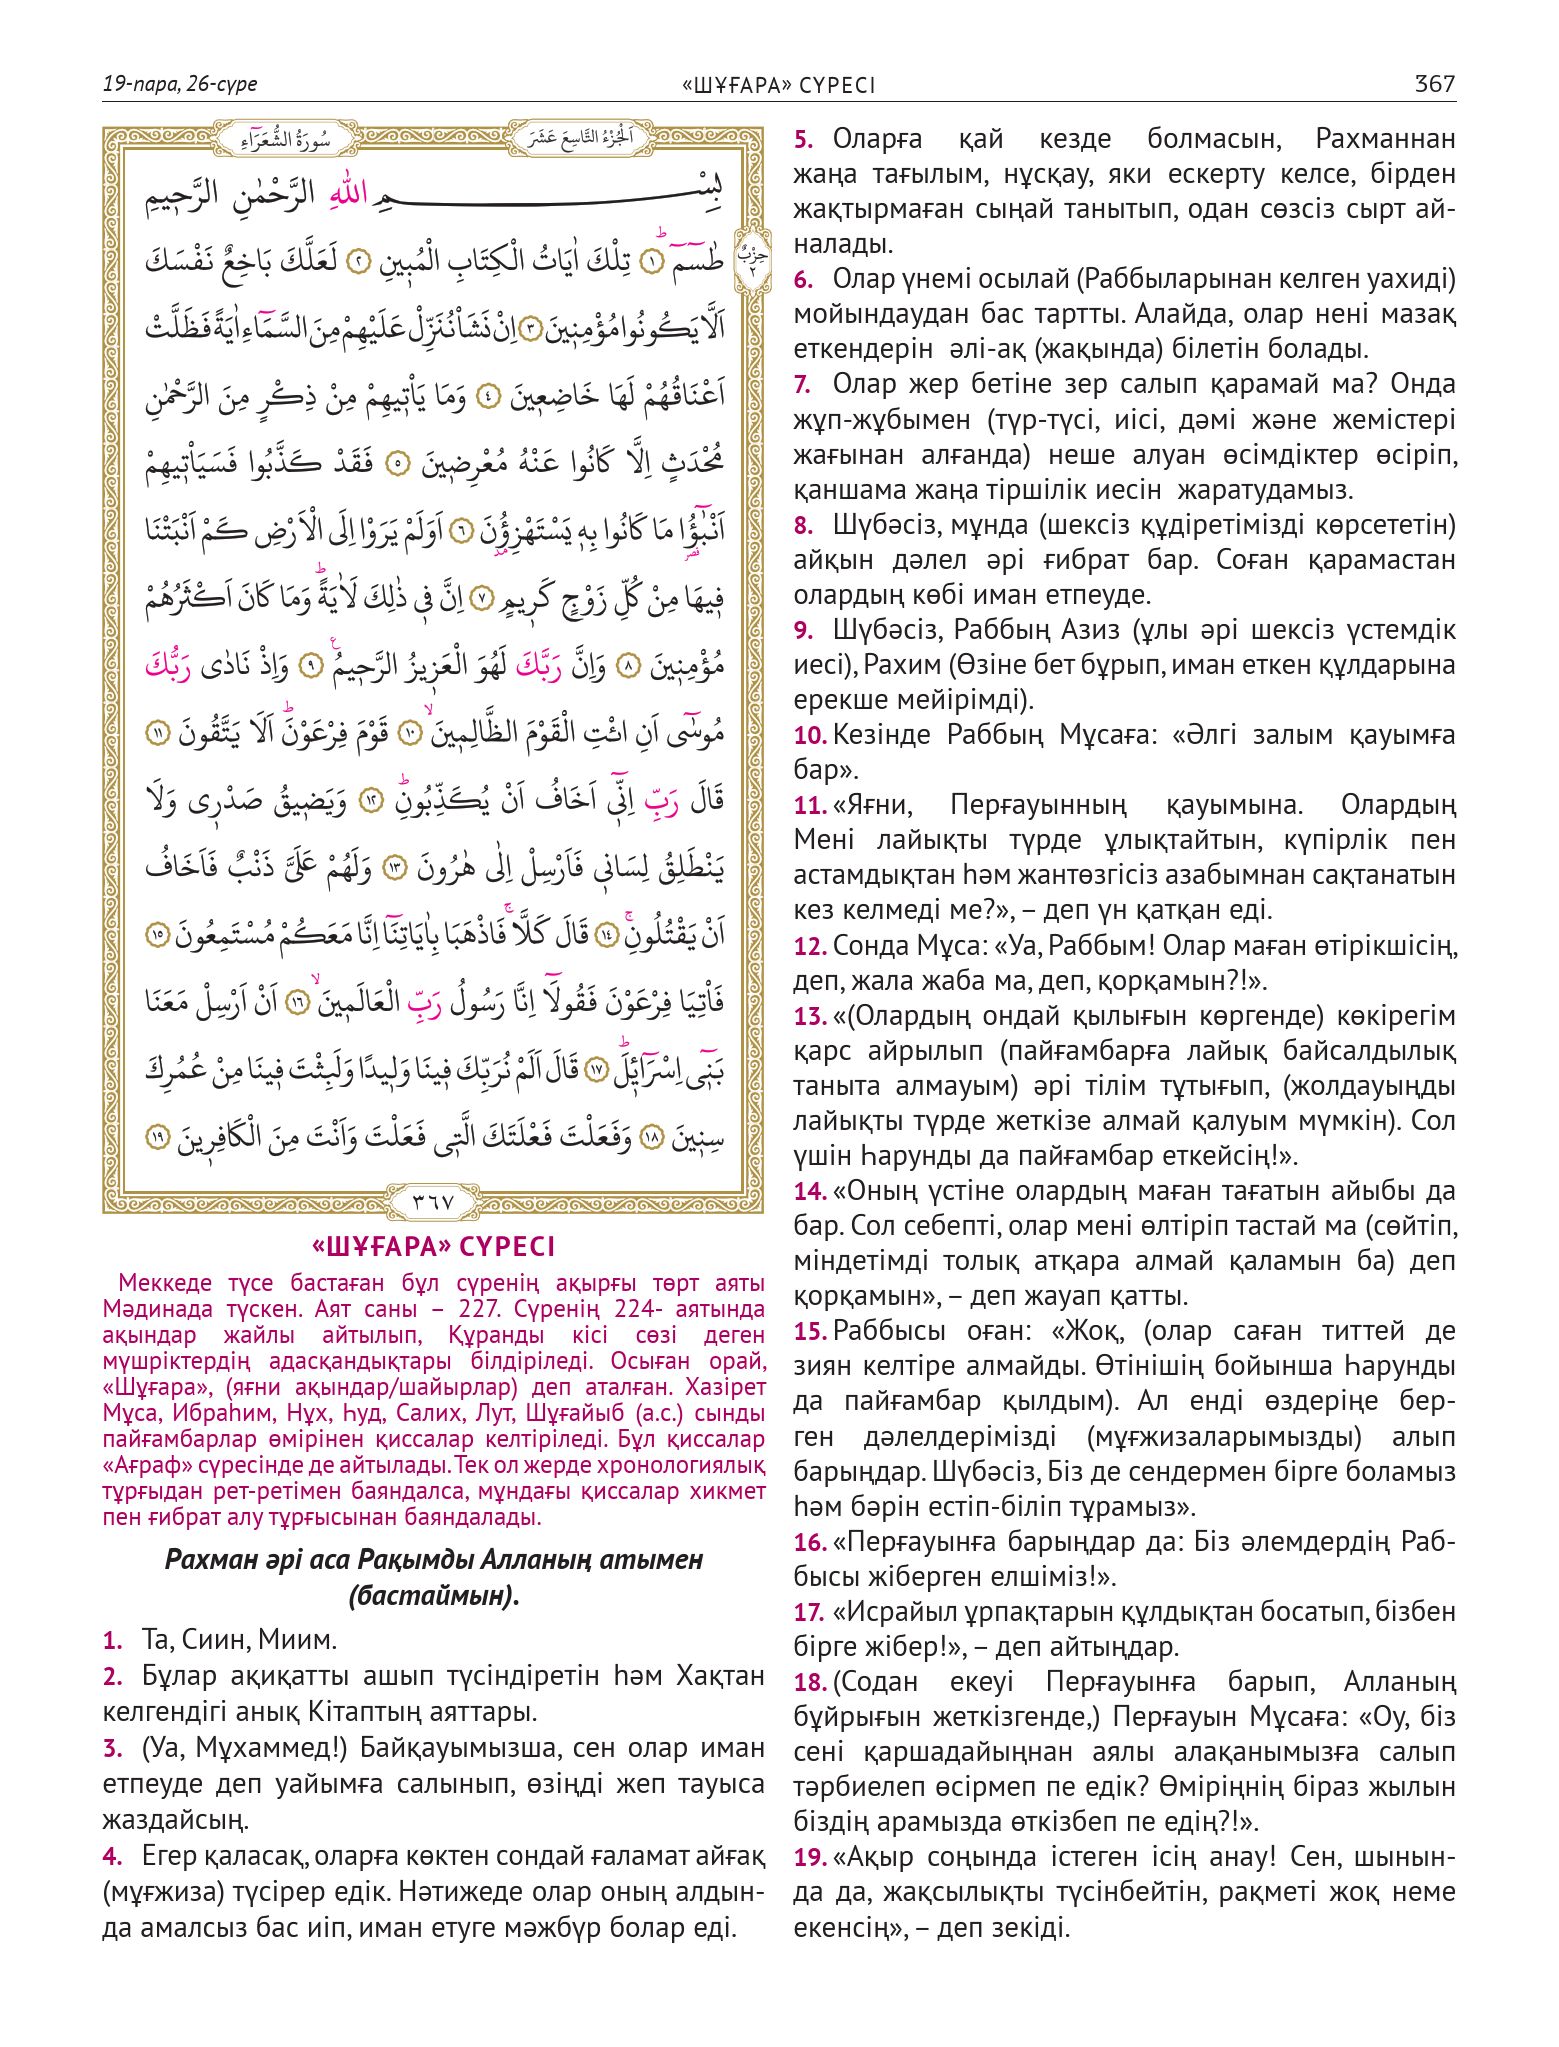 19-пара, 26-сүре
«ШҰҒАРА» СҮРЕСІ
367
سُورَةُ الشُّعَرَٓاءِ
اَلْجُزْءُ التَّاسِعَ عَشَرَ
بِسْمِ اللّٰهِ الرَّحْمٰنِ الرَّح۪يمِ
حِزْبٌ
٢
طٰسٓمٓۜ ﴿١﴾ تِلْكَ اٰيَاتُ الْكِتَابِ الْمُب۪ينِ ﴿٢﴾ لَعَلَّكَ بَاخِعٌ نَفْسَكَ
اَلَّا يَكُونُوا مُؤْمِن۪ينَ ﴿٣﴾ اِنْ نَشَأْ نُنَزِّلْ عَلَيْهِمْ مِنَ السَّمَٓاءِ اٰيَةً فَظَلَّتْ
اَعْنَاقُهُمْ لَهَا خَاضِع۪ينَ ﴿٤﴾ وَمَا يَأْت۪يهِمْ مِنْ ذِكْرٍ مِنَ الرَّحْمٰنِ
مُحْدَثٍ اِلَّا كَانُوا عَنْهُ مُعْرِض۪ينَ ﴿٥﴾ فَقَدْ كَذَّبُوا فَسَيَأْت۪يهِمْ
اَنْبٰٓؤُ۬ا مَا كَانُوا بِه۪ يَسْتَهْزِؤُ۫نَ ﴿٦﴾ اَوَلَمْ يَرَوْا اِلَى الْاَرْضِ كَمْ اَنْبَتْنَا
ف۪يهَا مِنْ كُلِّ زَوْجٍ كَر۪يمٍ ﴿٧﴾ اِنَّ ف۪ي ذٰلِكَ لَاٰيَةًۜ وَمَا كَانَ اَكْثَرُهُمْ
مُؤْمِن۪ينَ ﴿٨﴾ وَاِنَّ رَبَّكَ لَهُوَ الْعَز۪يزُ الرَّح۪يمُ۟ ﴿٩﴾ وَاِذْ نَادٰى رَبُّكَ
مُوسٰٓى اَنِ ائْتِ الْقَوْمَ الظَّالِم۪ينَۙ ﴿١٠﴾ قَوْمَ فِرْعَوْنَۜ اَلَا يَتَّقُونَ ﴿١١﴾
قَالَ رَبِّ اِنّ۪ٓي اَخَافُ اَنْ يُكَذِّبُونِۜ ﴿١٢﴾ وَيَض۪يقُ صَدْر۪ي وَلَا
يَنْطَلِقُ لِسَان۪ي فَاَرْسِلْ اِلٰى هٰرُونَ ﴿١٣﴾ وَلَهُمْ عَلَيَّ ذَنْبٌ فَاَخَافُ
اَنْ يَقْتُلُونِۚ ﴿١٤﴾ قَالَ كَلَّاۚ فَاذْهَبَا بِاٰيَاتِنَٓا اِنَّا مَعَكُمْ مُسْتَمِعُونَ ﴿١٥﴾
فَأْتِيَا فِرْعَوْنَ فَقُولَٓا اِنَّا رَسُولُ رَبِّ الْعَالَم۪ينَۙ ﴿١٦﴾ اَنْ اَرْسِلْ مَعَنَا
بَن۪ٓي اِسْرَٓائ۪لَۜ ﴿١٧﴾ قَالَ اَلَمْ نُرَبِّكَ ف۪ينَا وَل۪يدًا وَلَبِثْتَ ف۪ينَا مِنْ عُمُرِكَ
سِن۪ينَ ﴿١٨﴾ وَفَعَلْتَ فَعْلَتَكَ الَّت۪ي فَعَلْتَ وَاَنْتَ مِنَ الْكَافِر۪ينَ ﴿١٩﴾
٣٦٧
«ШҰҒАРА» СҮРЕСІ
Меккеде түсе бастаған бұл сүренің ақырғы төрт аяты
Мәдинада түскен. Аят саны – 227. Сүренің 224- аятында
ақындар жайлы айтылып, Құранды кісі сөзі деген
мүшріктердің адасқандықтары білдіріледі. Осыған орай,
«Шұғара», (яғни ақындар/шайырлар) деп аталған. Хазірет
Мұса, Ибраһим, Нұх, Һуд, Салих, Лут, Шұғайыб (а.с.) сынды
пайғамбарлар өмірінен қиссалар келтіріледі. Бұл қиссалар
«Ағраф» сүресінде де айтылады. Тек ол жерде хронологиялық
тұрғыдан рет-ретімен баяндалса, мұндағы қиссалар хикмет
пен ғибрат алу тұрғысынан баяндалады.
Рахман әрі аса Рақымды Алланың атымен
(бастаймын).
1. Та, Сиин, Миим.
2. Бұлар ақиқатты ашып түсіндіретін һәм Хақтан
келгендігі анық Кітаптың аяттары.
3. (Уа, Мұхаммед!) Байқауымызша, сен олар иман
етпеуде деп уайымға салынып, өзіңді жеп тауыса
жаздайсың.
4. Егер қаласақ, оларға көктен сондай ғаламат айғақ
(мұғжиза) түсірер едік. Нәтижеде олар оның алдын-
да амалсыз бас иіп, иман етуге мәжбүр болар еді.
5. Оларға қай кезде болмасын, Рахманнан
жаңа тағылым, нұсқау, яки ескерту келсе, бірден
жақтырмаған сыңай танытып, одан сөзсіз сырт ай-
налады.
6. Олар үнемі осылай (Раббыларынан келген уахиді)
мойындаудан бас тартты. Алайда, олар нені мазақ
еткендерін әлі-ақ (жақында) білетін болады.
7. Олар жер бетіне зер салып қарамай ма? Онда
жұп-жұбымен (түр-түсі, иісі, дәмі және жемістері
жағынан алғанда) неше алуан өсімдіктер өсіріп,
қаншама жаңа тіршілік иесін жаратудамыз.
8. Шүбәсіз, мұнда (шексіз құдіретімізді көрсететін)
айқын дәлел әрі ғибрат бар. Соған қарамастан
олардың көбі иман етпеуде.
9. Шүбәсіз, Раббың Азиз (ұлы әрі шексіз үстемдік
иесі), Рахим (Өзіне бет бұрып, иман еткен құлдарына
ерекше мейірімді).
10. Кезінде Раббың Мұсаға: «Әлгі залым қауымға
бар».
11. «Яғни, Перғауынның қауымына. Олардың
Мені лайықты түрде ұлықтайтын, күпірлік пен
астамдықтан һәм жантөзгісіз азабымнан сақтанатын
кез келмеді ме?», – деп үн қатқан еді.
12. Сонда Мұса: «Уа, Раббым! Олар маған өтірікшісің,
деп, жала жаба ма, деп, қорқамын?!».
13. «(Олардың ондай қылығын көргенде) көкірегім
қарс айрылып (пайғамбарға лайық байсалдылық
таныта алмауым) әрі тілім тұтығып, (жолдауыңды
лайықты түрде жеткізе алмай қалуым мүмкін). Сол
үшін Һарунды да пайғамбар еткейсің!».
14. «Оның үстіне олардың маған тағатын айыбы да
бар. Сол себепті, олар мені өлтіріп тастай ма (сөйтіп,
міндетімді толық атқара алмай қаламын ба) деп
қорқамын», – деп жауап қатты.
15. Раббысы оған: «Жоқ, (олар саған титтей де
зиян келтіре алмайды. Өтінішің бойынша Һарунды
да пайғамбар қылдым). Ал енді өздеріңе бер-
ген дәлелдерімізді (мұғжизаларымызды) алып
барыңдар. Шүбәсіз, Біз де сендермен бірге боламыз
һәм бәрін естіп-біліп тұрамыз».
16. «Перғауынға барыңдар да: Біз әлемдердің Раб-
бысы жіберген елшіміз!».
17. «Исрайыл ұрпақтарын құлдықтан босатып, бізбен
бірге жібер!», – деп айтыңдар.
18. (Содан екеуі Перғауынға барып, Алланың
бұйрығын жеткізгенде,) Перғауын Мұсаға: «Оу, біз
сені қаршадайыңнан аялы алақанымызға салып
тәрбиелеп өсірмеп пе едік? Өміріңнің біраз жылын
біздің арамызда өткізбеп пе едің?!».
19. «Ақыр соңында істеген ісің анау! Сен, шынын-
да да, жақсылықты түсінбейтін, рақметі жоқ неме
екенсің», – деп зекіді.